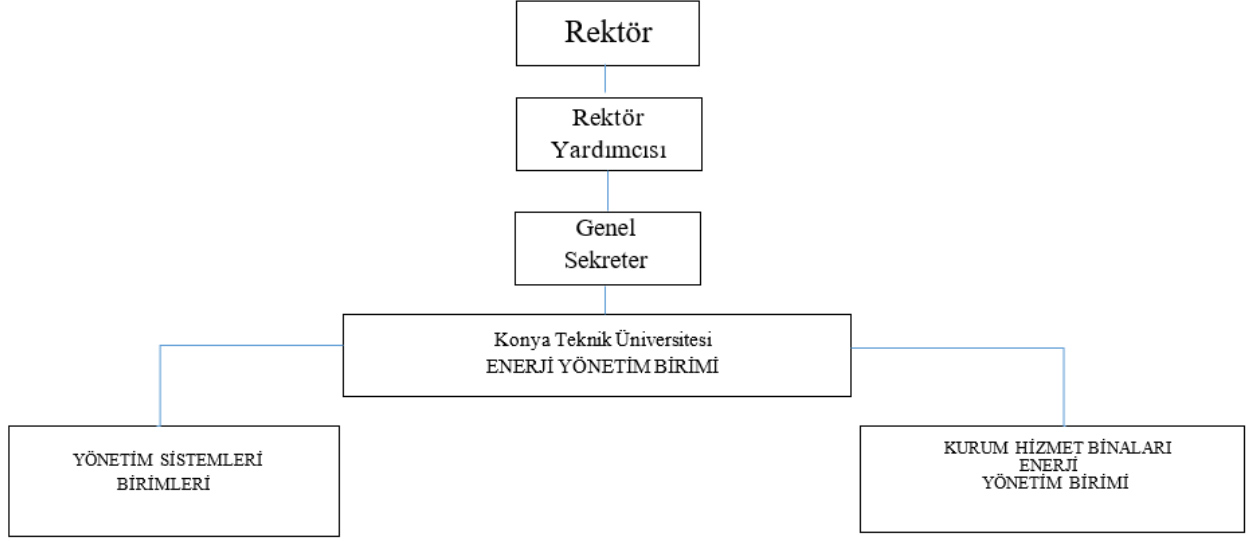 Rektör
Rektör
Yardımcısı
Genel
Sekreter
Konya Teknik Üniversitesi
ENERJİ YÖNETİM BİRİMİ
YÖNETİM SİSTEMLERİ
BİRİMLERİ
KURUM HİZMET BİNALARI
ENERJİ
YÖNETİM BİRİMİ